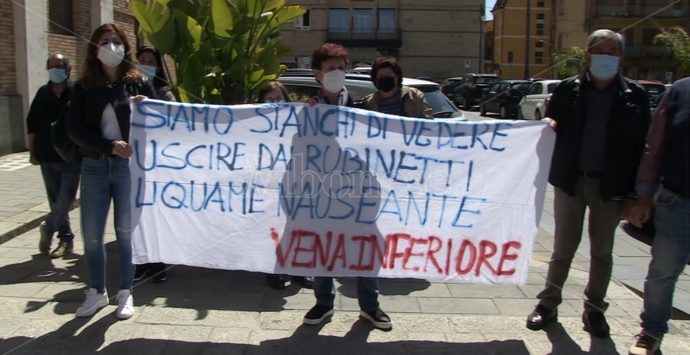 SIAMO STANCHI DI VEDERE
USCIRE DAI RUBINETTI
LIQUAME NAUSEANTE
VENA INFERIORE